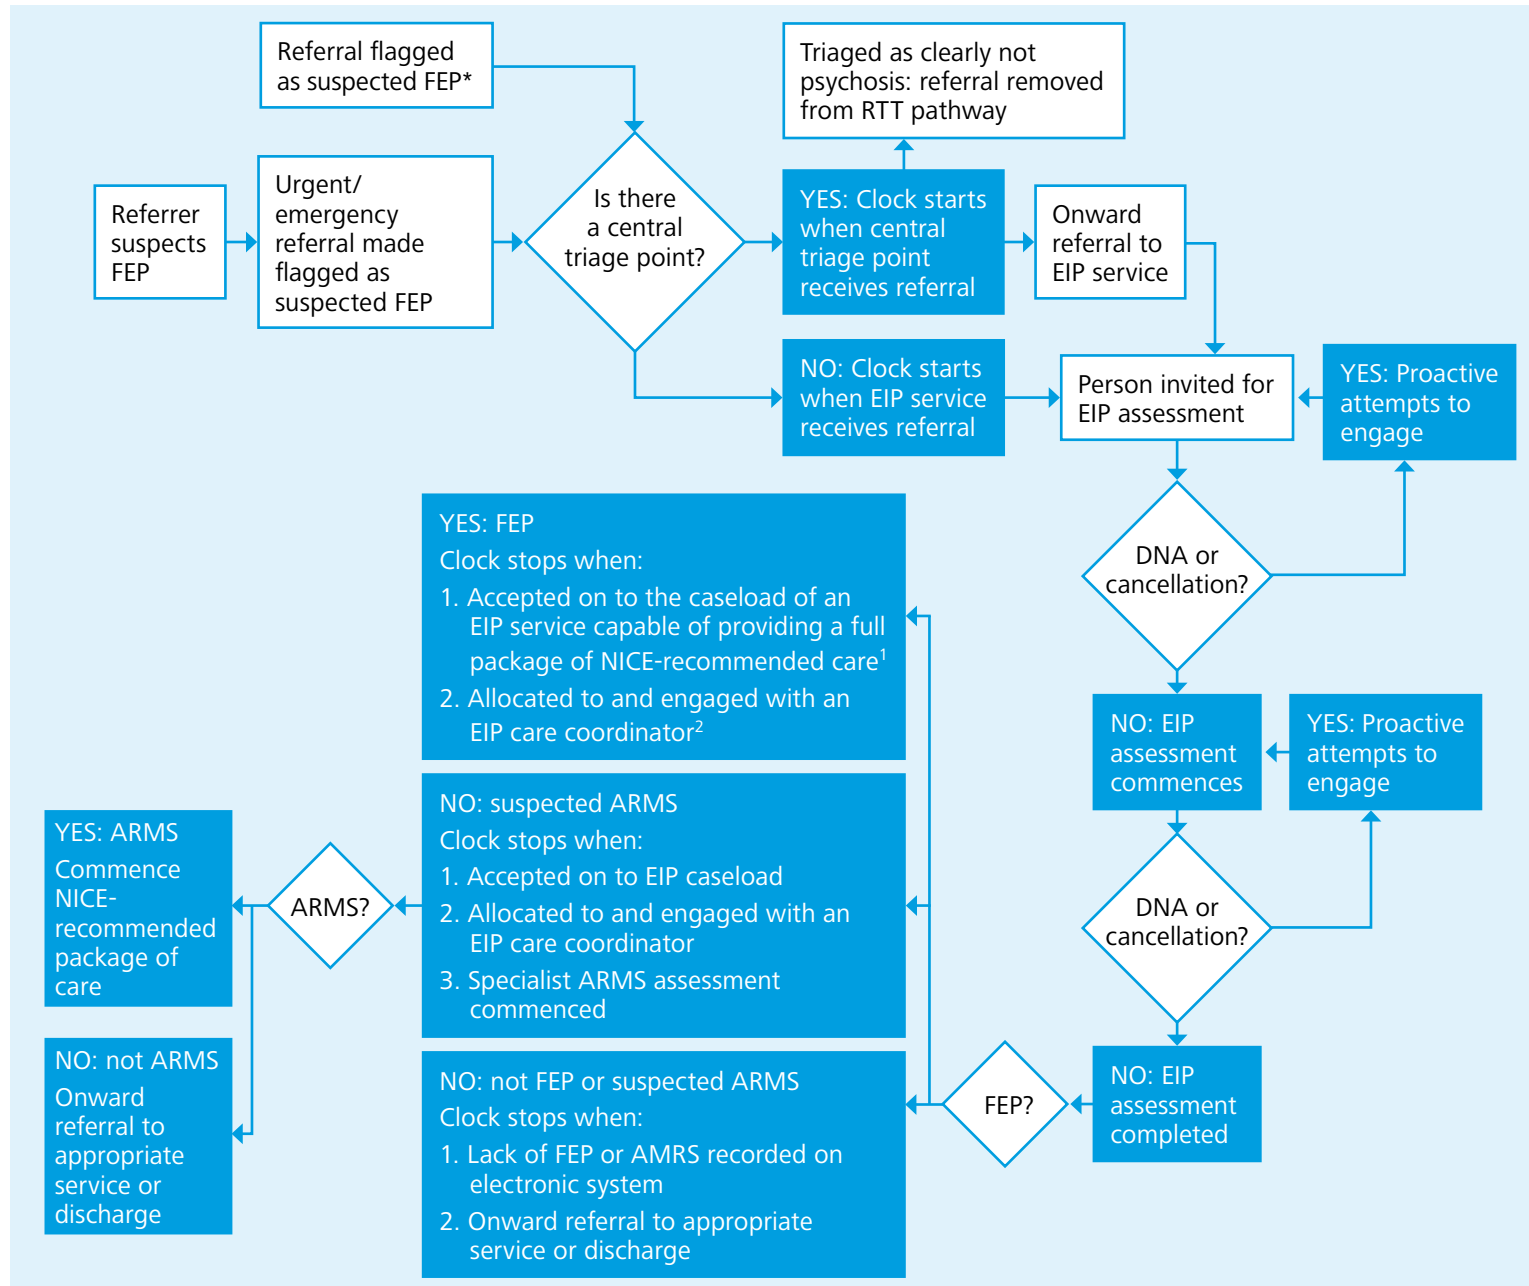 Referral flagged
as suspected FEP*
Triaged as clearly not
psychosis: referral removed
from RTT pathway
Referrer
suspects
FEP
Urgent/
emergency
referral made
flagged as
suspected FEP
Is there
a central
triage point?
YES: Clock starts
when central
triage point
receives referral
Onward
referral to
EIP service
NO: Clock starts
when EIP service
receives referral
Person invited for
EIP assessment
YES: Proactive
attempts to
engage
DNA or
cancellation?
NO: EIP
assessment
commences
YES: Proactive
attempts to
engage
DNA or
cancellation?
NO: EIP
assessment
completed
FEP?
YES: FEP
Clock stops when:
1. Accepted on to the caseload of an
EIP service capable of providing a full
package of NICE-recommended care1
2. Allocated to and engaged with an
EIP care coordinator2
NO: suspected ARMS
Clock stops when:
1. Accepted on to EIP caseload
2. Allocated to and engaged with an
EIP care coordinator
3. Specialist ARMS assessment
commenced
NO: not FEP or suspected ARMS
Clock stops when:
1. Lack of FEP or AMRS recorded on
electronic system
2. Onward referral to appropriate
service or discharge
ARMS?
YES: ARMS
Commence
NICE-
recommended
package of
care
NO: not ARMS
Onward
referral to
appropriate
service or
discharge